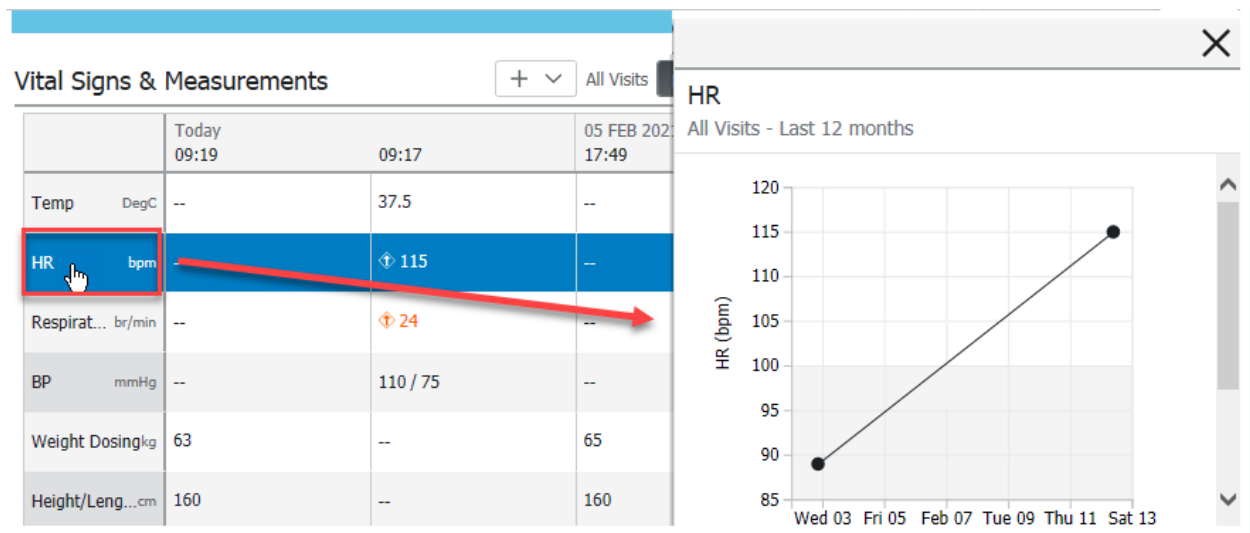 Vital Signs & Measurements
All Visits
Today
05 FEB 202
09:19 09:17 17:49
Temp DegC -- 37.5 --
HR bpm - 115 --
Respirat... br/min -- 24 --
BP mmHg -- 110 / 75 --
Weight Dosing kg 63 -- 65
Height/Leng... cm 160 -- 160
HR
All Visits - Last 12 months
HR (bpm)
120
115
110
105
100
95
90
85
Wed 03 Fri 05 Feb 07 Tue 09 Thu 11 Sat 13